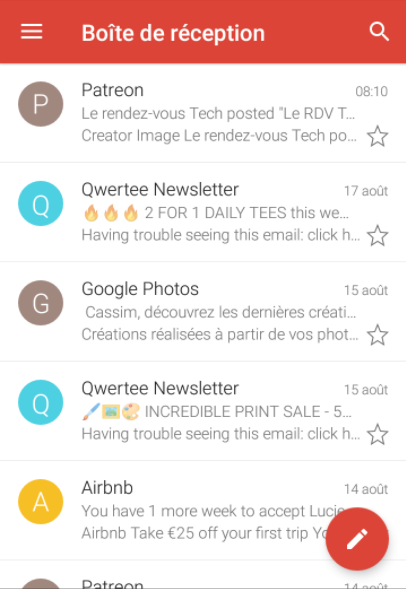 Boîte de réception
P
Patreon
08:10
Le rendez-vous Tech posted "Le RDV T...
Creator Image Le rendez-vous Tech po...
Q
Qwertee Newsletter
17 août
🔥🔥🔥 2 FOR 1 DAILY TEES this we...
Having trouble seeing this email: click h...
G
Google Photos
15 août
Cassim, découvrez les dernières créati...
Créations réalisées à partir de vos phot...
Q
Qwertee Newsletter
15 août
🖌️🖼️🎨 INCREDIBLE PRINT SALE - 5...
Having trouble seeing this email: click h...
A
Airbnb
14 août
You have 1 more week to accept Lucie
Airbnb Take €25 off your first trip Yo
Patreon
14 août